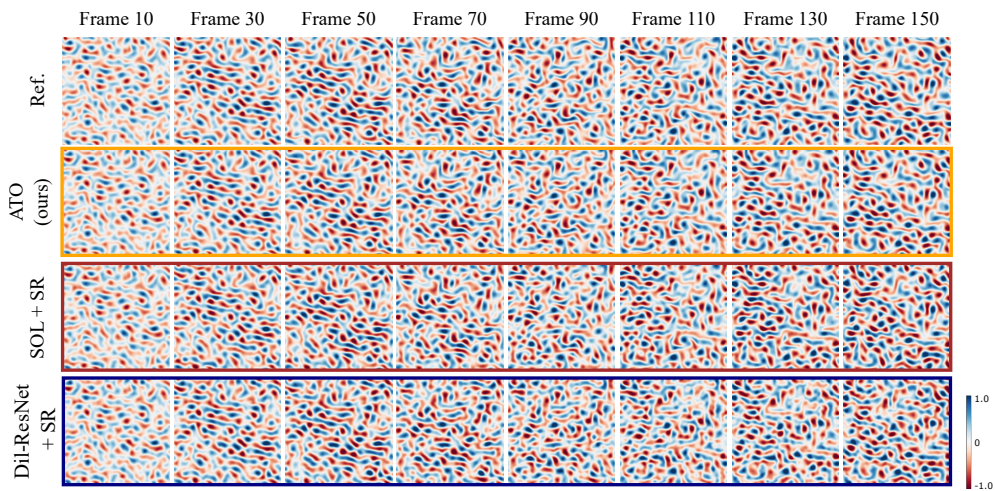 Frame 10 Frame 30 Frame 50 Frame 70 Frame 90 Frame 110 Frame 130 Frame 150
Ref.
ATO
(ours)
SOL + SR
Dil-ResNet
+ SR
1.0
0
-1.0